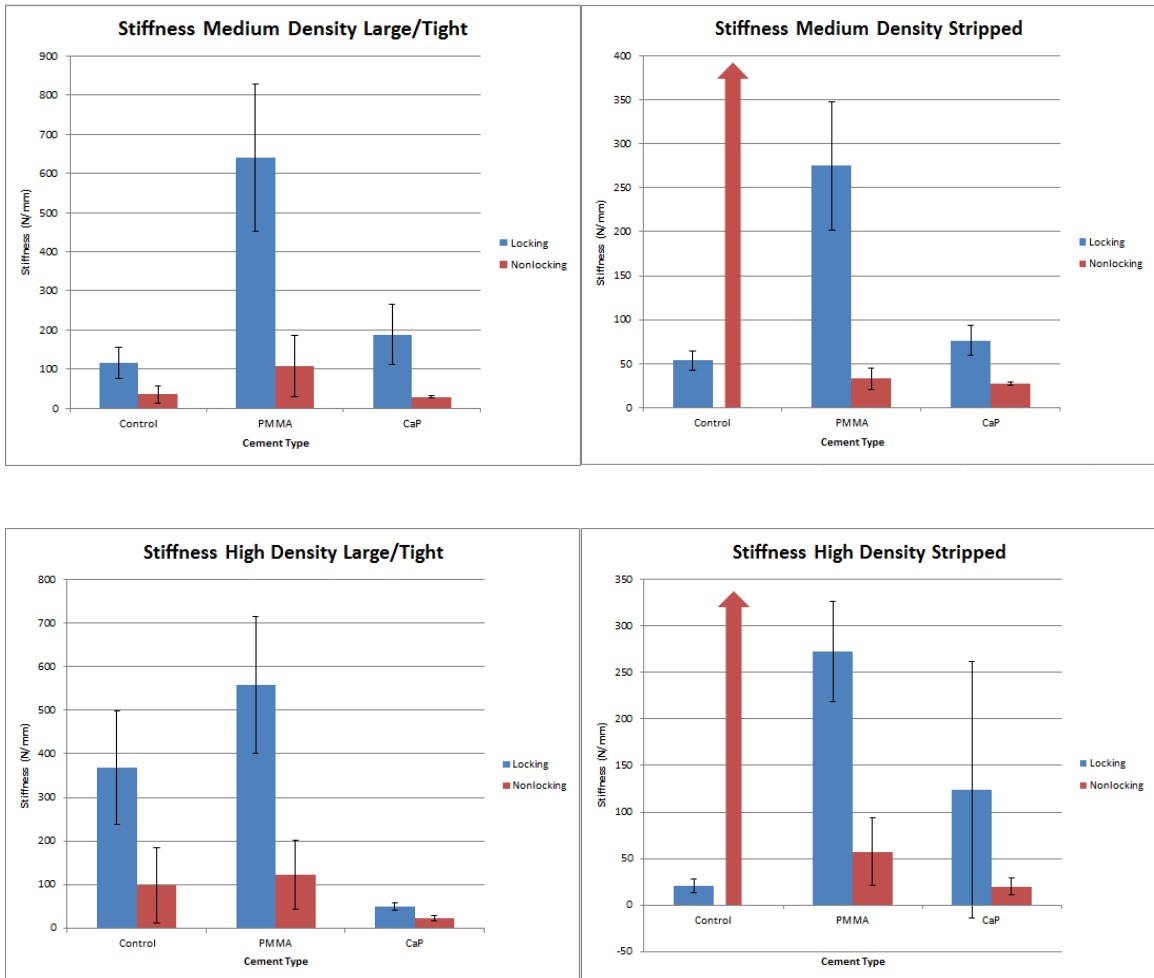 Stiffness Medium Density Large/Tight
900
800
700
600
500
400
300
200
100
0
Stiffness (N/mm)
Control
PMMA
CaP
Cement Type
Locking
Nonlocking
Stiffness Medium Density Stripped
400
350
300
250
200
150
100
50
0
Stiffness (N/mm)
Control
PMMA
CaP
Cement Type
Locking
Nonlocking
Stiffness High Density Large/Tight
800
700
600
500
400
300
200
100
0
Stiffness (N/mm)
Control
PMMA
CaP
Cement Type
Locking
Nonlocking
Stiffness High Density Stripped
350
300
250
200
150
100
50
0
-50
Stiffness (N/mm)
Control
PMMA
CaP
Cement Type
Locking
Nonlocking